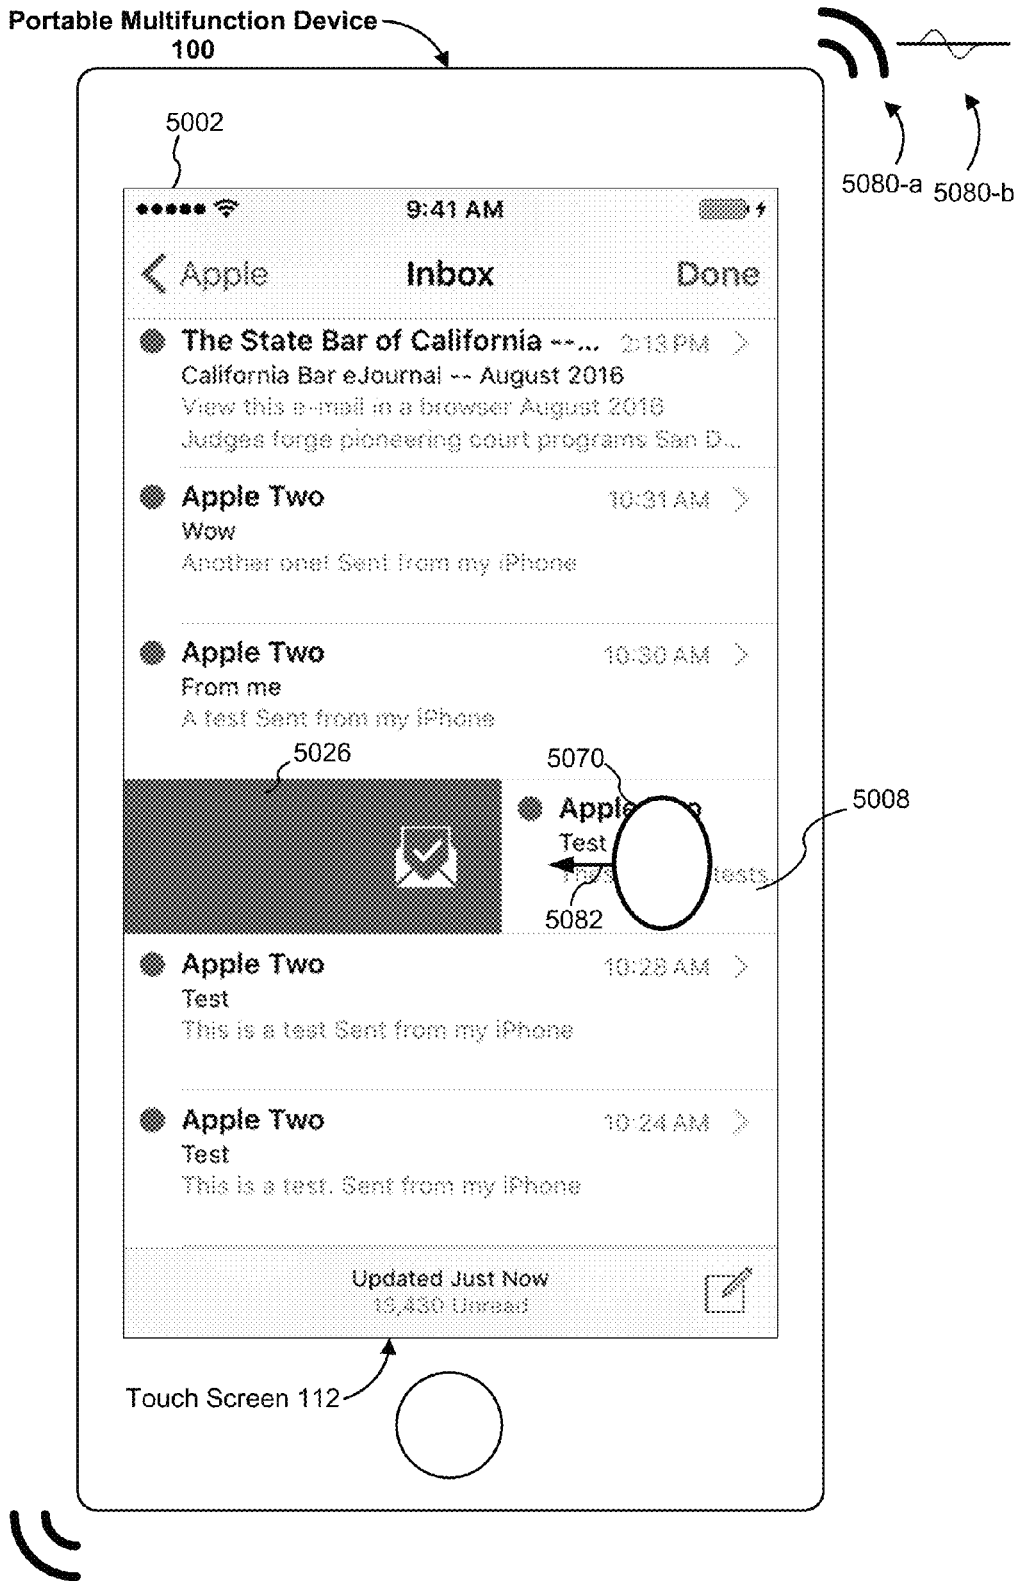 Portable Multifunction Device
100
5002
5080-a 5080-b
9:41 AM
Apple Inbox Done
The State Bar of California --... 2:13 PM
California Bar eJournal -- August 2016
View this e-mail in a browser August 2016
Judges forge pioneering court programs San D...
Apple Two 10:31 AM
Wow
Another one! Sent from my iPhone
Apple Two 10:30 AM
From me
A test Sent from my iPhone
5026 5070
5008
Apple
Test
tests
5082
Apple Two 10:28 AM
Test
This is a test Sent from my iPhone
Apple Two 10:24 AM
Test
This is a test. Sent from my iPhone
Updated Just Now
13,430 Unread
Touch Screen 112